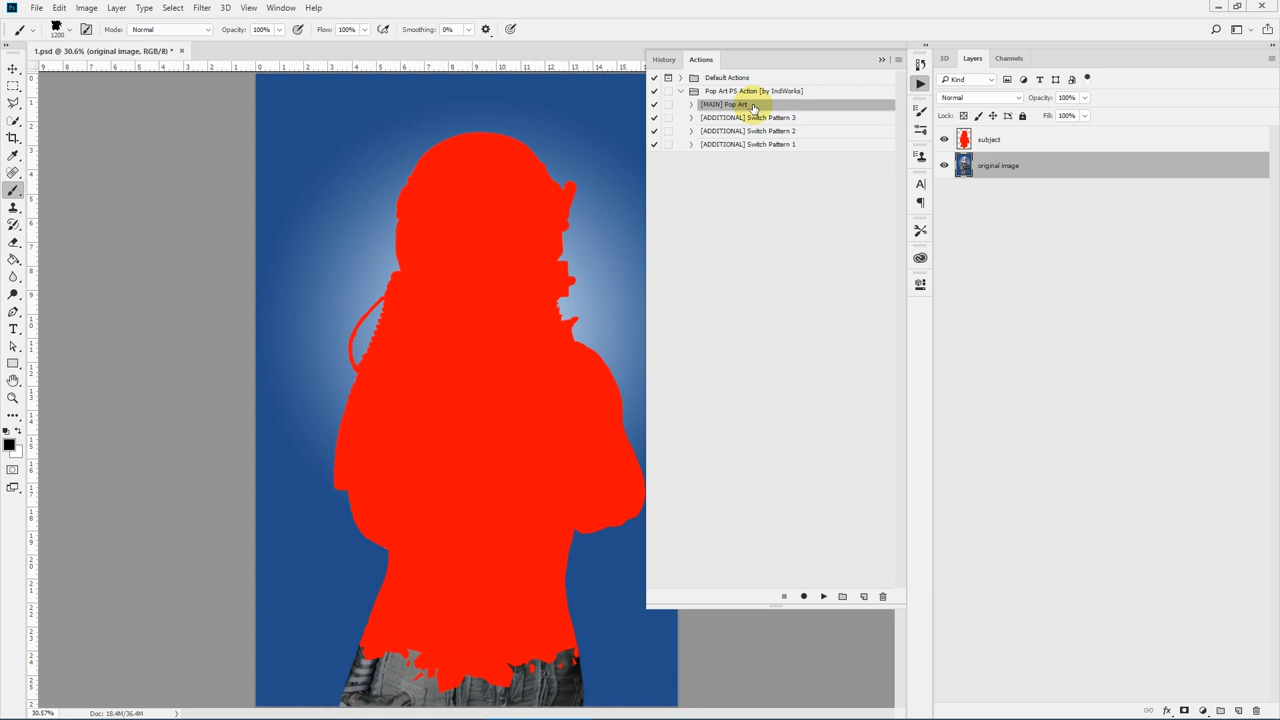 File Edit Image Layer Type Select Filter 3D View Window Help
1200 Mode: Normal Opacity: 100% Flow: 100% Smoothing: 0%
1.psd @ 30.6% (original image, RGB/8) *
History Actions
Default Actions
Pop Art PS Action [by IndWorks]
[MAIN] Pop Art
[ADDITIONAL] Switch Pattern 3
[ADDITIONAL] Switch Pattern 2
[ADDITIONAL] Switch Pattern 1
3D Layers Channels
Kind
Normal Opacity: 100%
Lock: Fill: 100%
subject
original image
30.57% Doc: 18.4M/36.4M